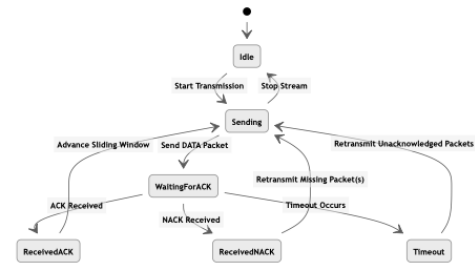 Idle
Start Transmission
Stop Stream
Sending
Advance Sliding Window
Send DATA Packet
Retransmit Unacknowledged Packets
WaitingForACK
Retransmit Missing Packet(s)
ACK Received
NACK Received
Timeout Occurs
ReceivedACK
ReceivedNACK
Timeout